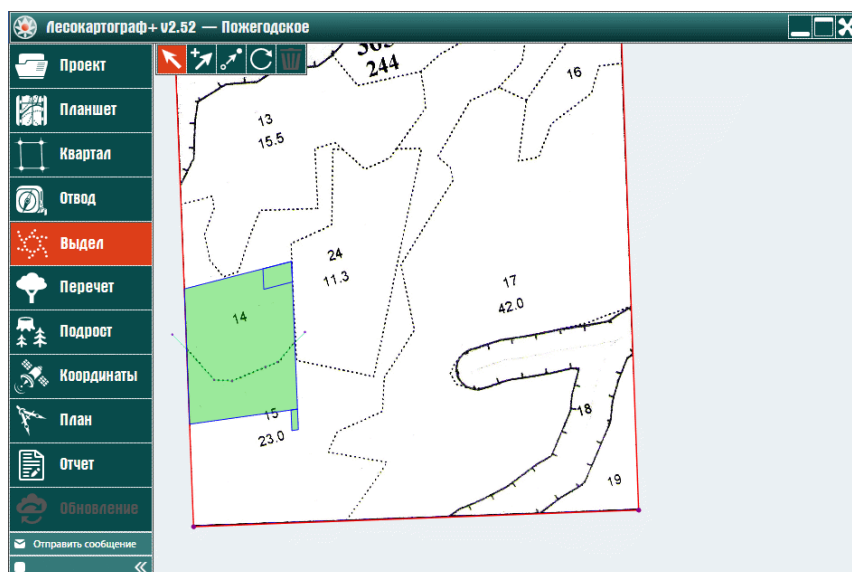 Лесокартограф+ v2.52 — Пожегодское
Проект
Планшет
Квартал
Отвод
Выдел
Перечет
Подрост
Координаты
План
Отчет
Обновление
Отправить сообщение
244
16
13
15.5
24
11.3
17
42.0
14
15
23.0
18
19